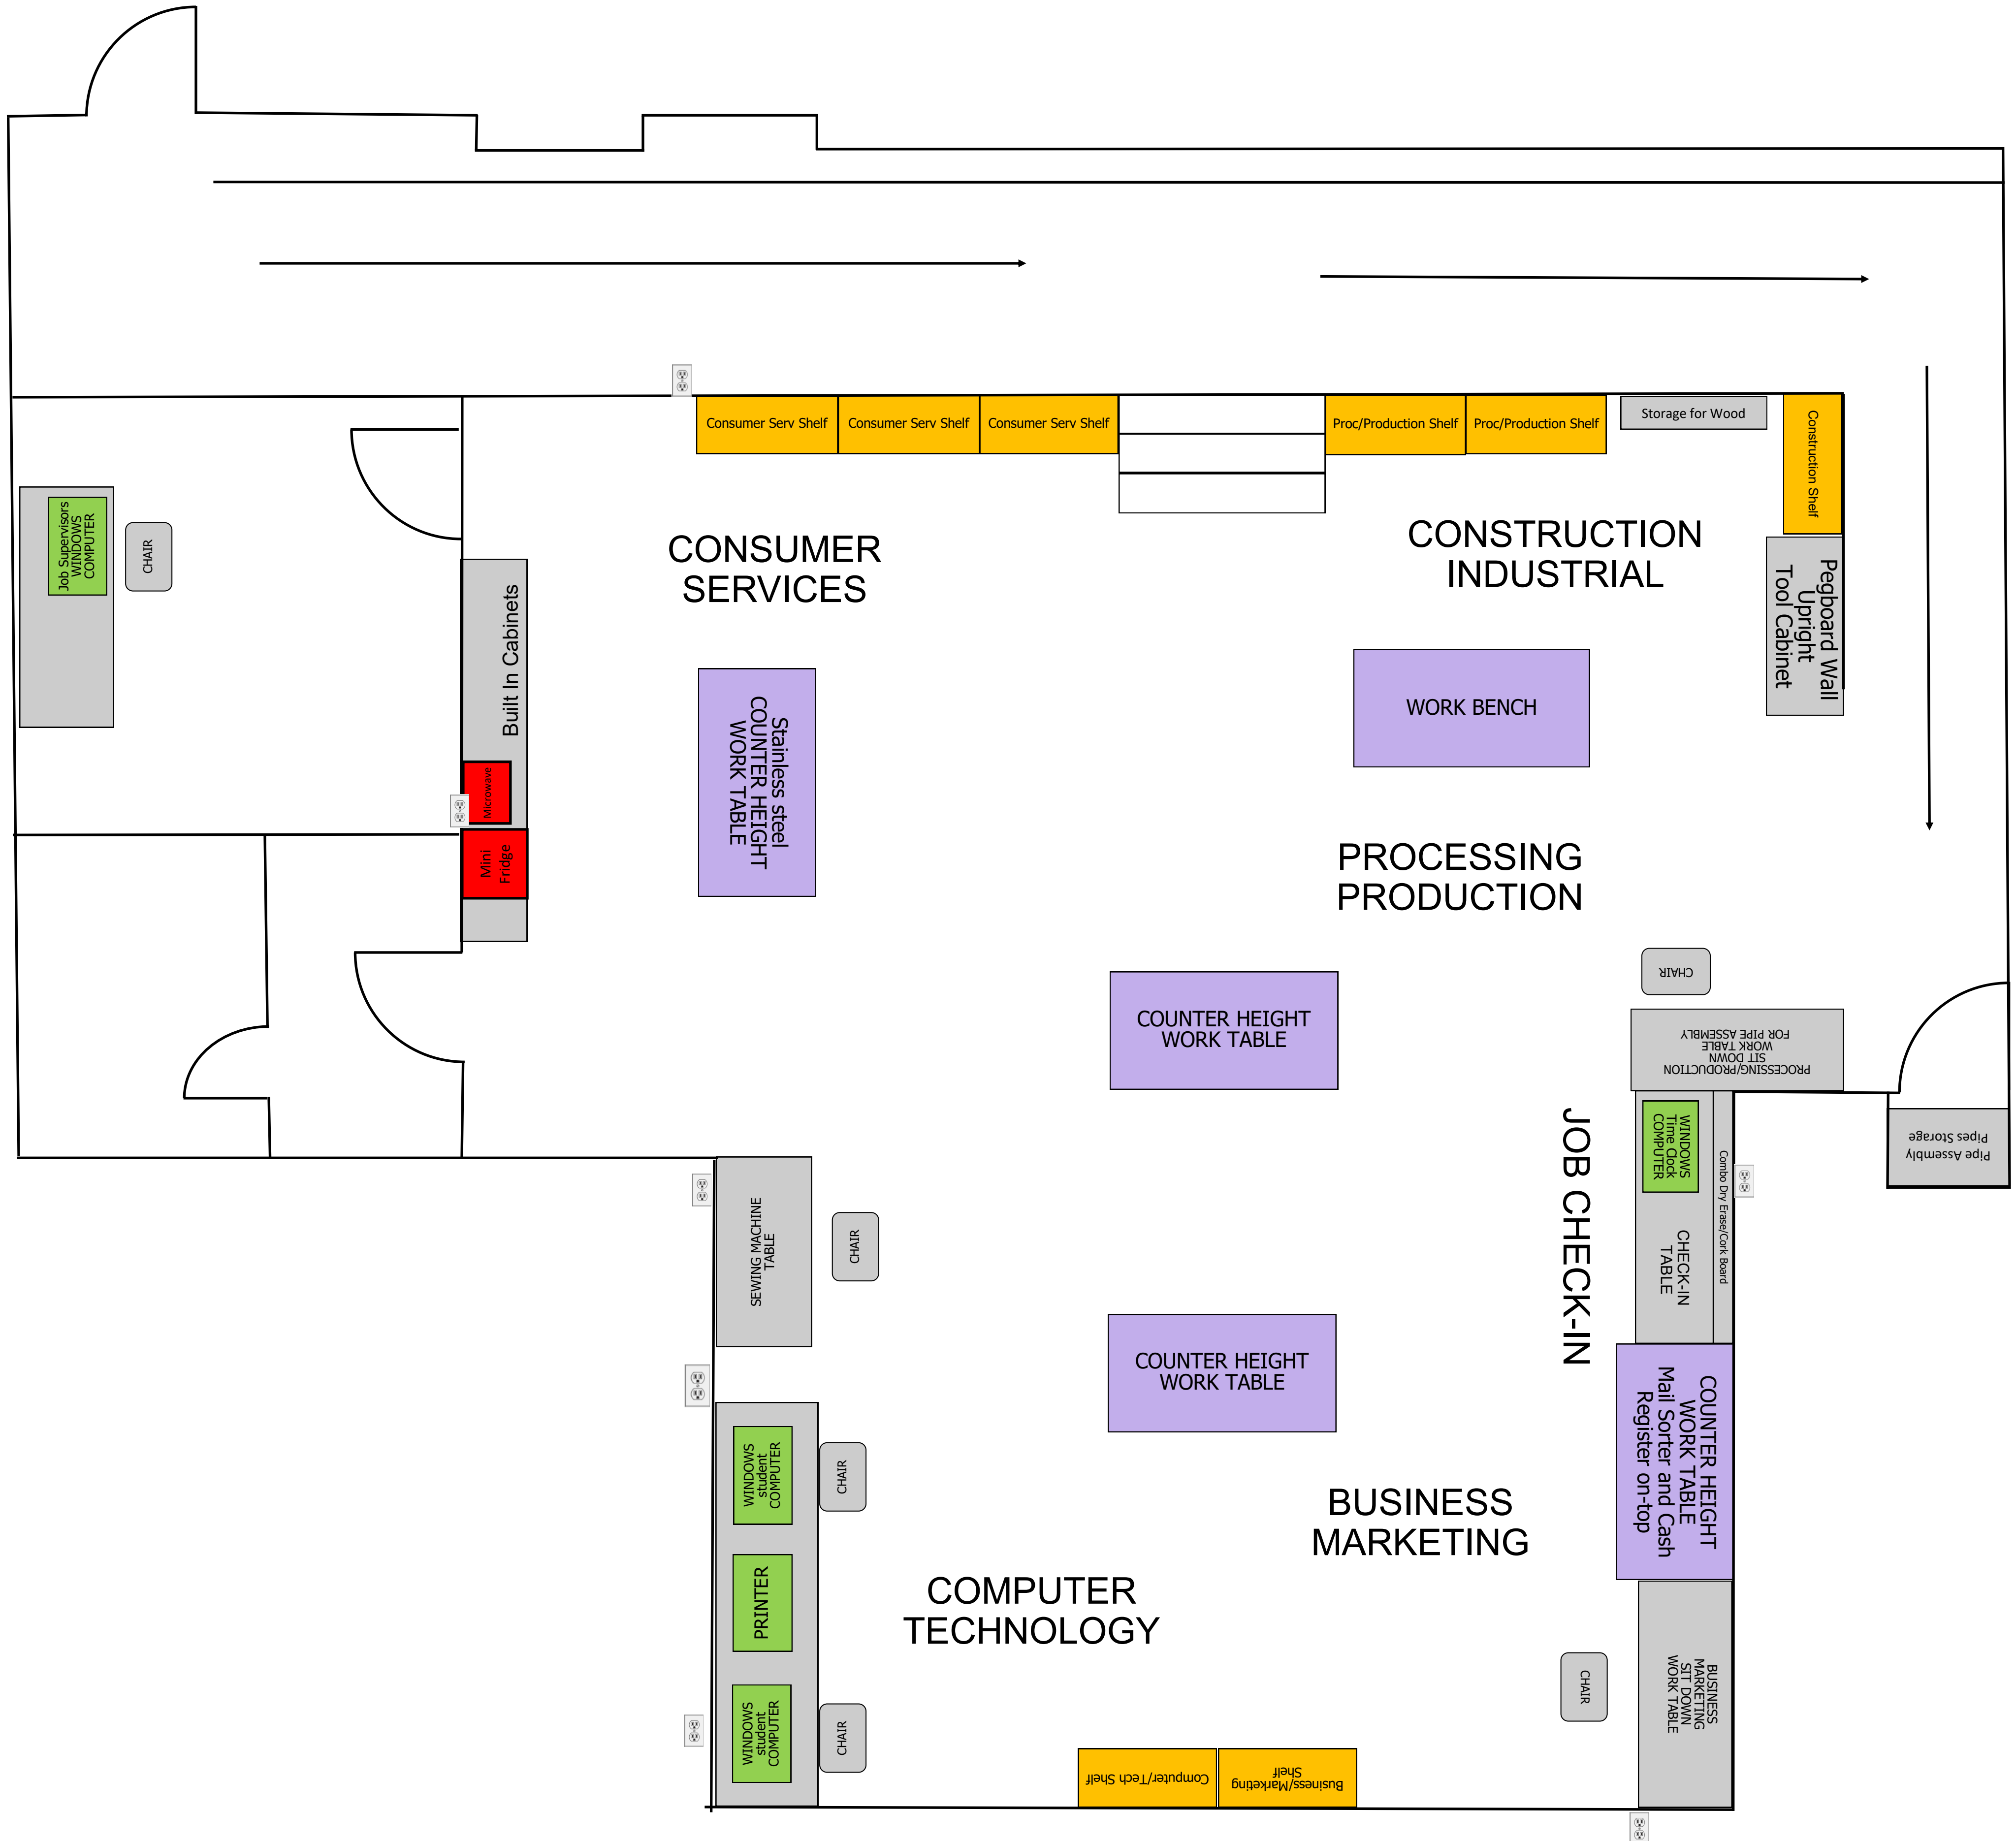 Consumer Serv Shelf
Consumer Serv Shelf
Consumer Serv Shelf
Proc/Production Shelf
Proc/Production Shelf
Storage for Wood
Construction Shelf
Job Supervisors
WINDOWS
COMPUTER
CHAIR
CONSUMER
SERVICES
CONSTRUCTION
INDUSTRIAL
Built In Cabinets
Pegboard Wall
Upright
Tool Cabinet
Stainless steel
COUNTER HEIGHT
WORK TABLE
WORK BENCH
Microwave
Mini
Fridge
PROCESSING
PRODUCTION
CHAIR
COUNTER HEIGHT
WORK TABLE
PROCESSING/PRODUCTION
SIT DOWN
WORK TABLE
FOR PIPE ASSEMBLY
Pipe Assembly
Pipes Storage
JOB CHECK-IN
WINDOWS
Time Clock
COMPUTER
CHECK-IN
TABLE
Combo Dry Erase/Cork Board
SEWING MACHINE
TABLE
CHAIR
COUNTER HEIGHT
WORK TABLE
COUNTER HEIGHT
WORK TABLE
Mail Sorter and Cash
Register on-top
WINDOWS
student
COMPUTER
CHAIR
BUSINESS
MARKETING
PRINTER
COMPUTER
TECHNOLOGY
WINDOWS
student
COMPUTER
CHAIR
CHAIR
BUSINESS
MARKETING
SIT DOWN
WORK TABLE
Computer/Tech Shelf
Business/Marketing
Shelf